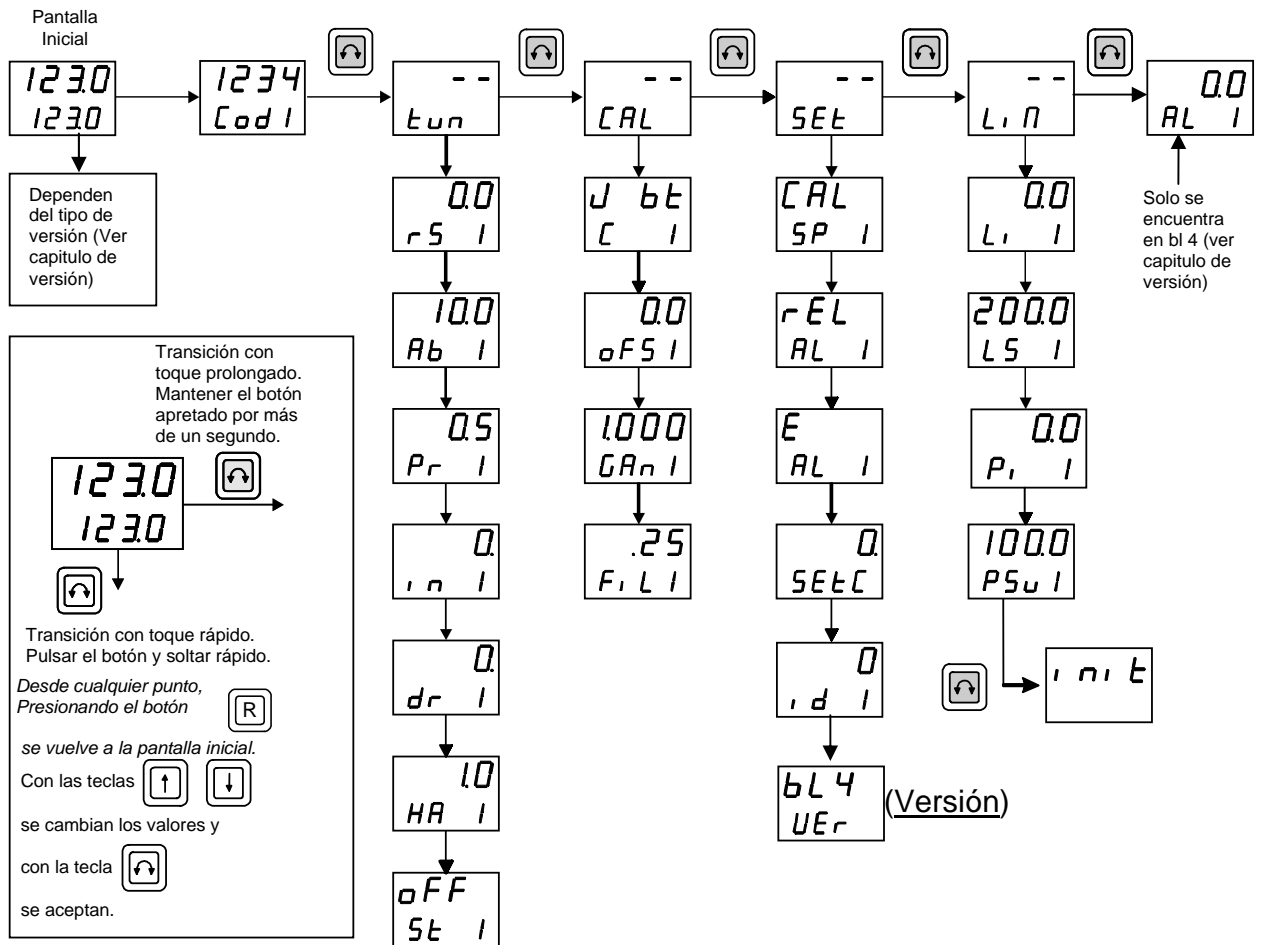 Pantalla
Inicial
123.0
123.0
1234
Cod1
--
tun
--
CAL
--
SEt
--
Lin
0.0
AL 1
Dependen
del tipo de
versión (Ver
capitulo de
versión)
0.0
rS 1
J bt
C 1
CAL
SP 1
0.0
Li 1
Solo se
encuentra
en bl 4 (ver
capitulo de
versión)
10.0
Ab 1
0.0
oFS1
rEL
AL 1
200.0
LS 1
Transición con
toque prolongado.
Mantener el botón
apretado por más
de un segundo.
123.0
123.0
0.5
Pr 1
1.000
GAn1
E
AL 1
0.0
Pi 1
0.
in 1
.25
FiL1
0.
SEtC
100.0
PSu1
Transición con toque rápido.
Pulsar el botón y soltar rápido.
Desde cualquier punto,
Presionando el botón
R
se vuelve a la pantalla inicial.
0.
dr 1
0
id 1
init
Con las teclas ↑ ↓
se cambian los valores y
con la tecla
se aceptan.
1.0
HA 1
bL4
UEr
(Versión)
oFF
St 1